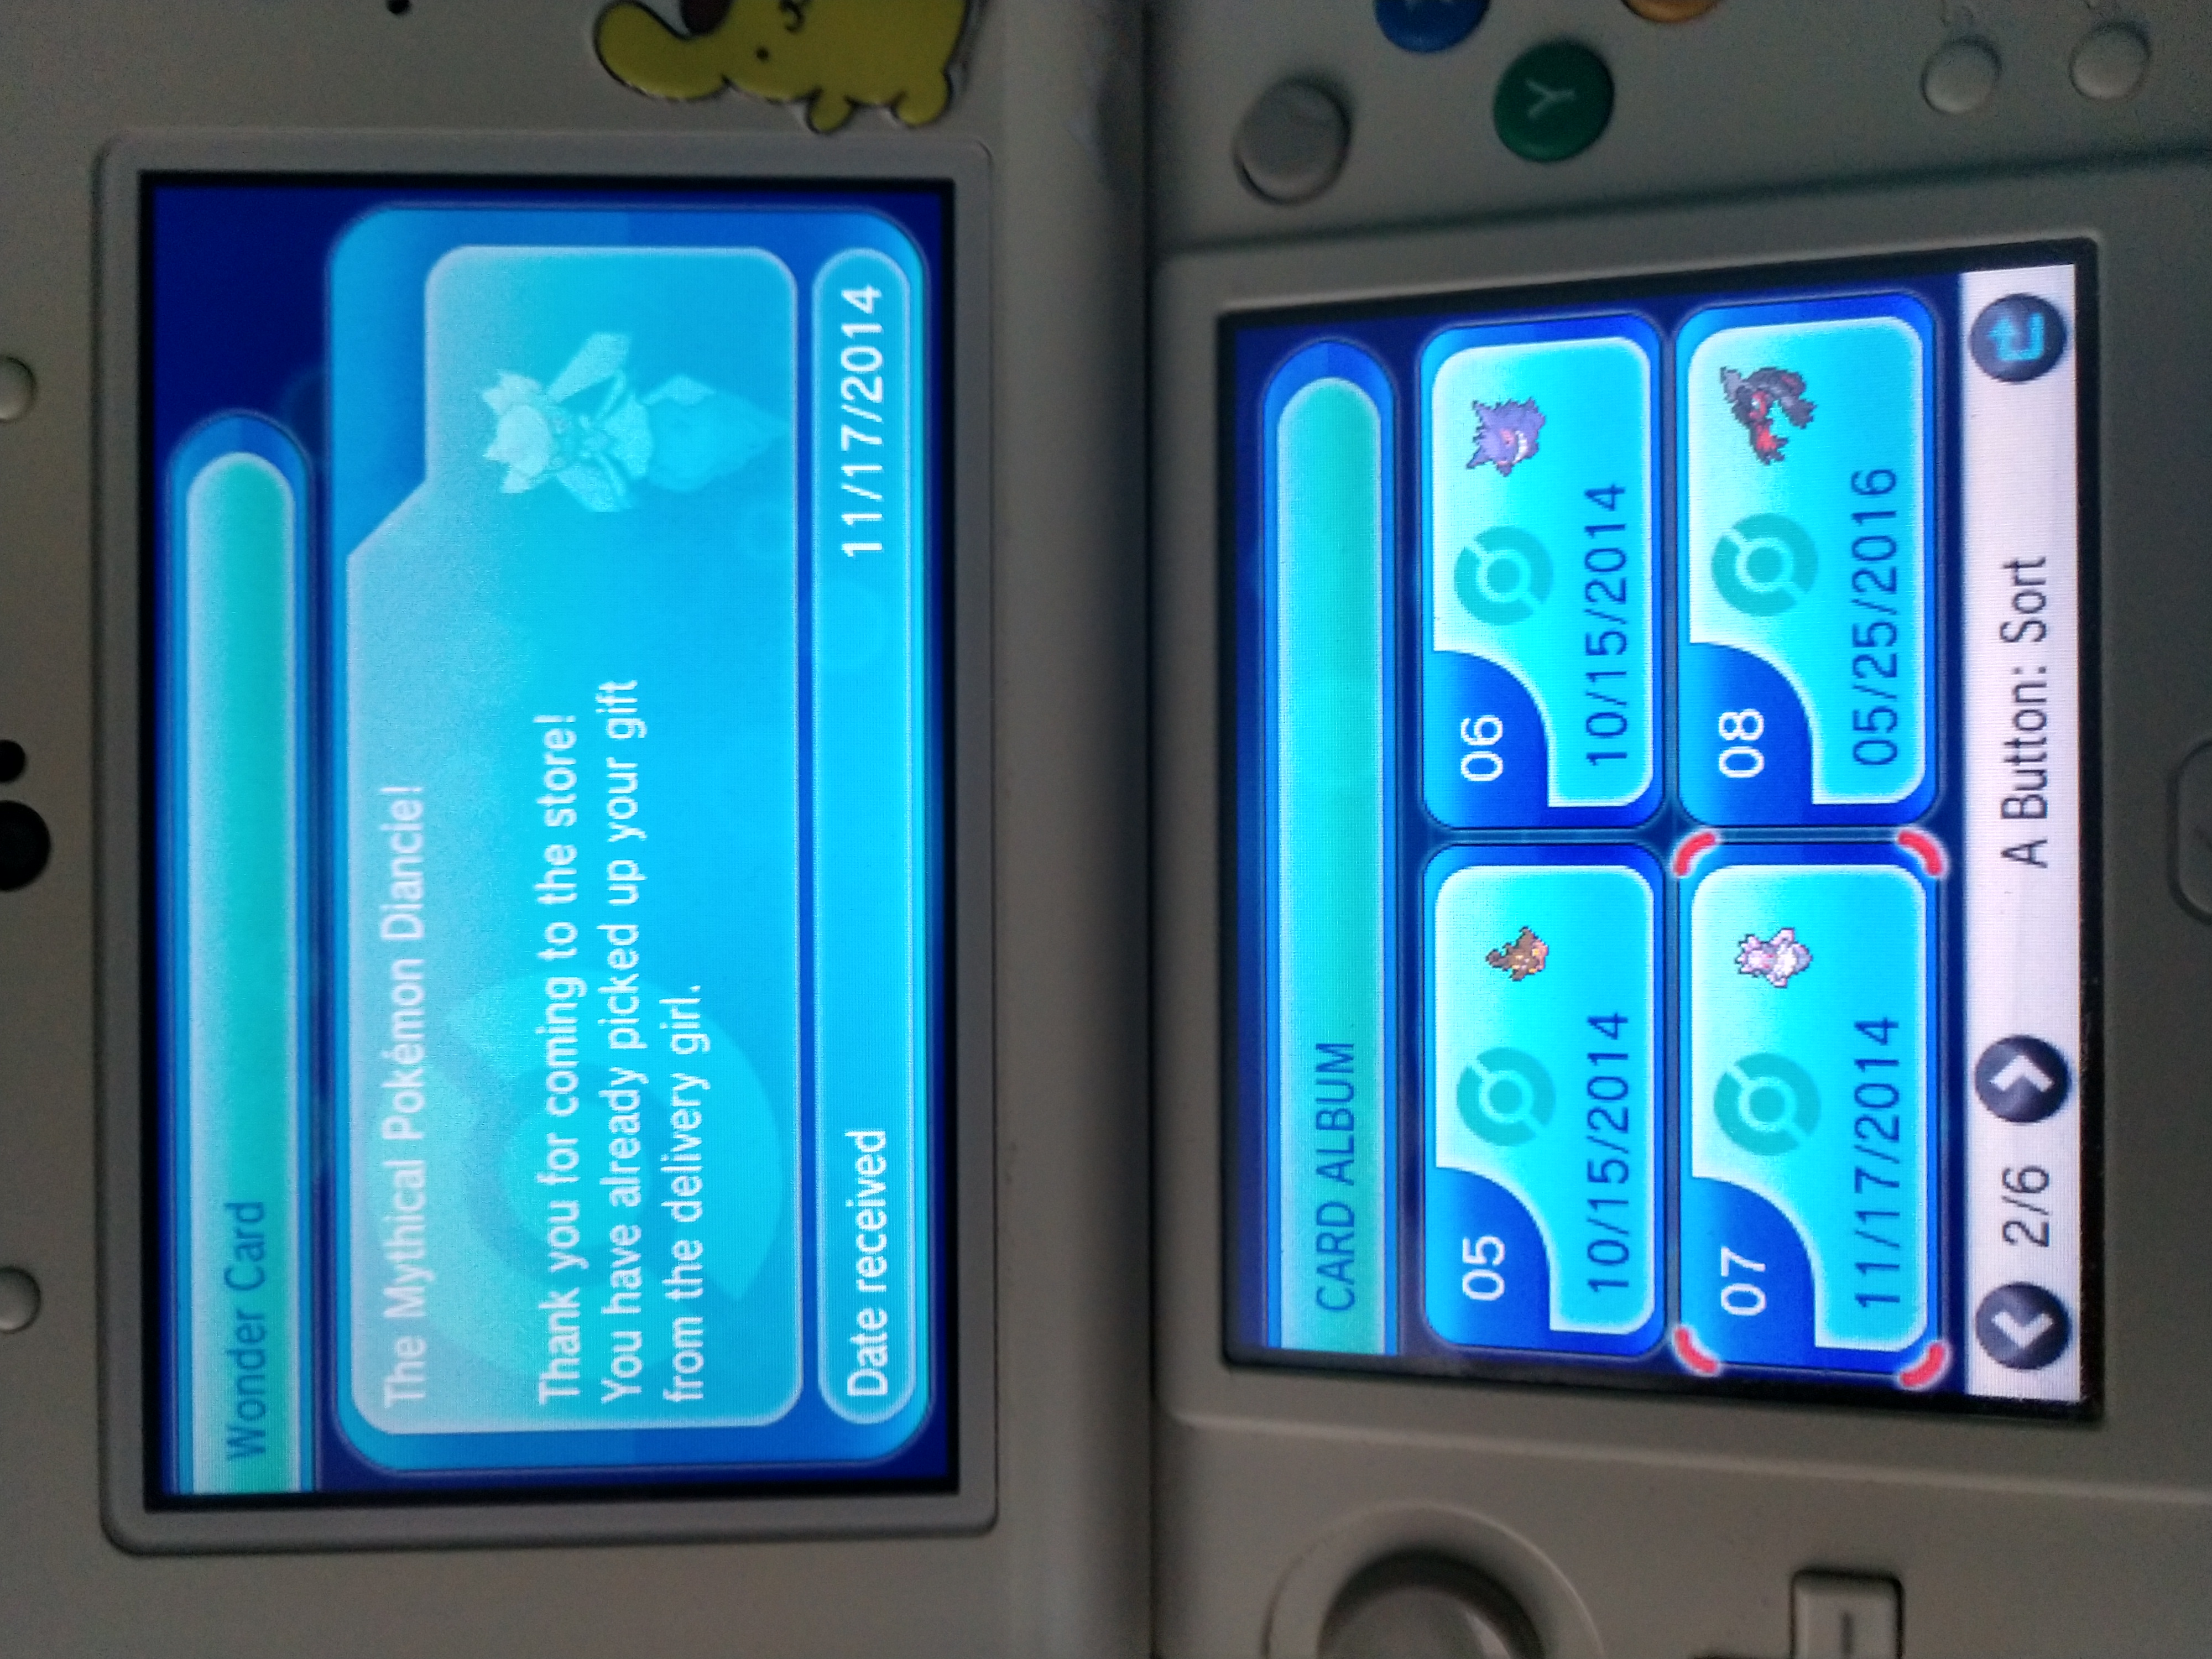 Wonder Card
The Mythical Pokémon Diancie!
Thank you for coming to the store!
You have already picked up your gift
from the delivery girl.
Date received 11/17/2014
CARD ALBUM
05
10/15/2014
06
10/15/2014
07
11/17/2014
08
05/25/2016
2/6
A Button: Sort
Y